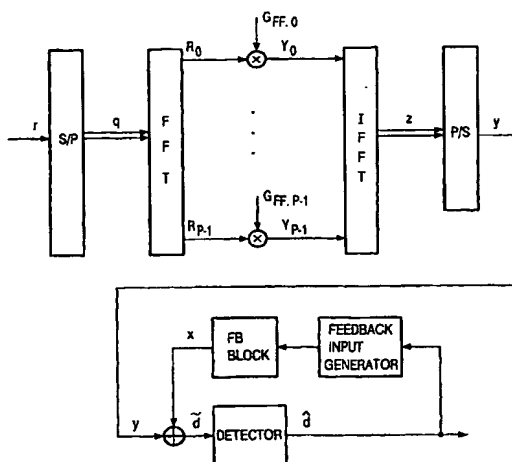 G_FF,0
R_0
Y_0
r
S/P
q
F
F
T
I
F
F
T
z
P/S
y
G_FF,P-1
R_P-1
Y_P-1
x
FB
BLOCK
FEEDBACK
INPUT
GENERATOR
y
d̃
DETECTOR
d̂